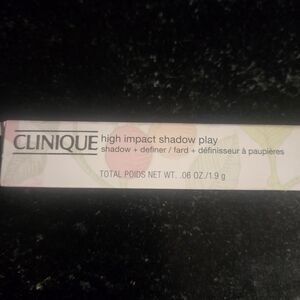 CLINIQUE
high impact shadow play
shadow + definer / fard + définisseur à paupières
TOTAL POIDS NET WT. .06 OZ./1.9 g